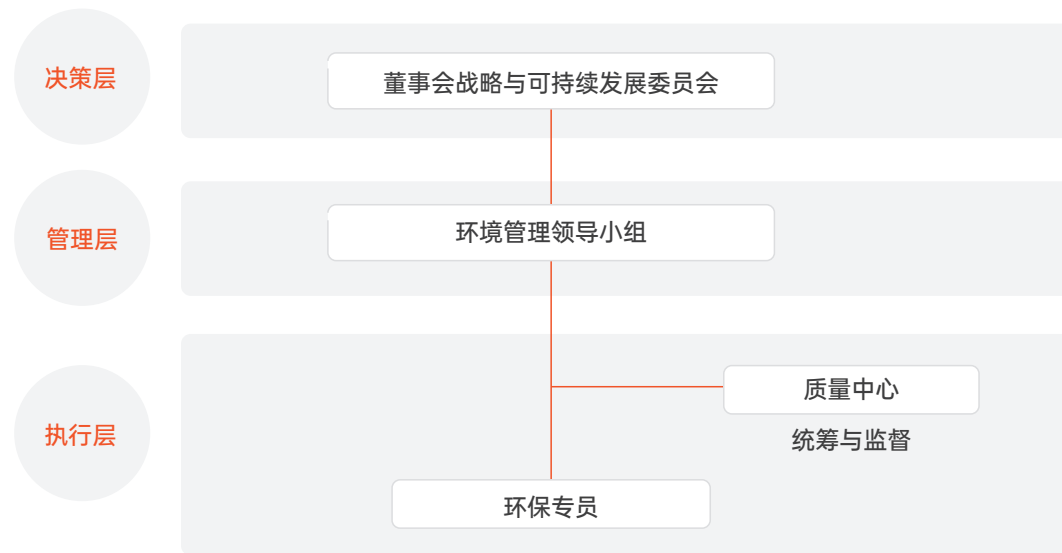 决策层
董事会战略与可持续发展委员会
管理层
环境管理领导小组
执行层
质量中心
统筹与监督
环保专员